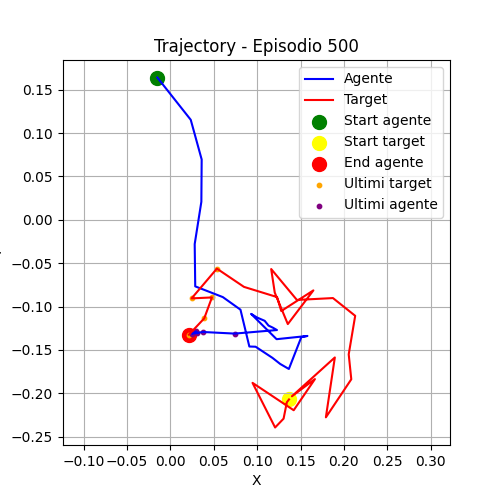 Trajectory - Episodio 500
Agente
Target
Start agente
Start target
End agente
Ultimi target
Ultimi agente
0.15
0.10
0.05
0.00
−0.05
−0.10
−0.15
−0.20
−0.25
−0.10 −0.05 0.00 0.05 0.10 0.15 0.20 0.25 0.30
X